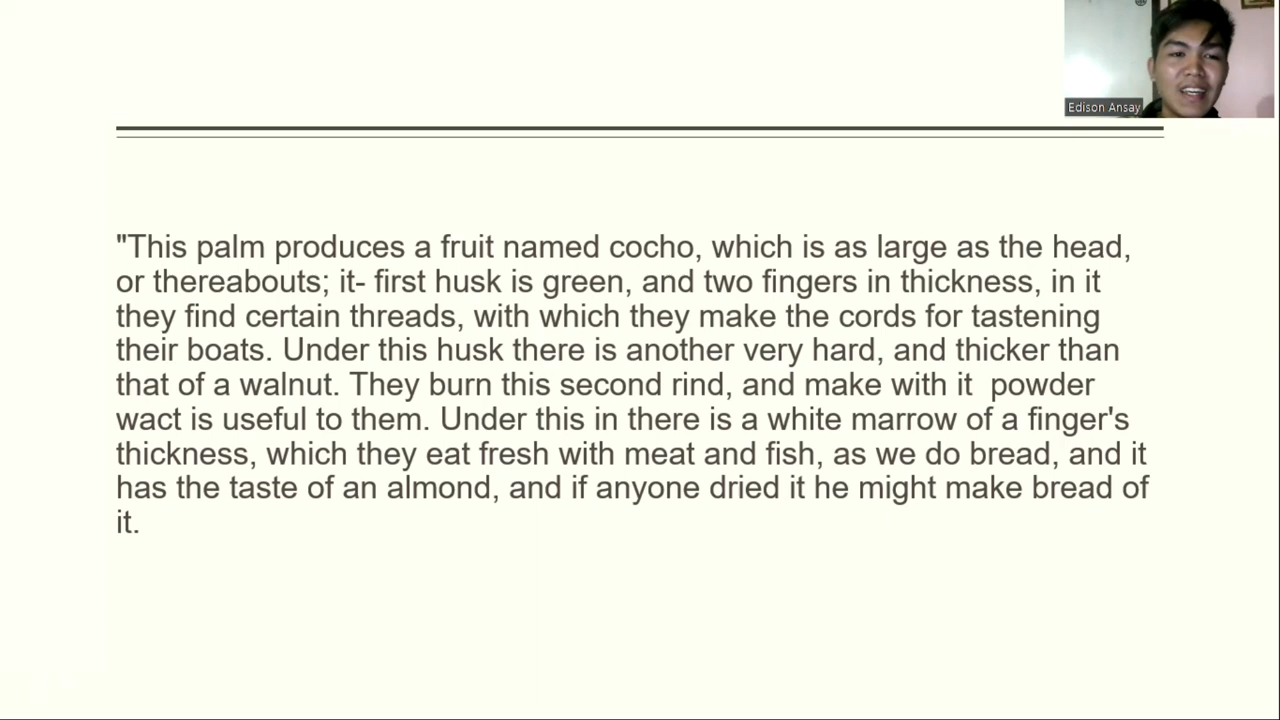 Edison Ansay
"This palm produces a fruit named cocho, which is as large as the head,
or thereabouts; it- first husk is green, and two fingers in thickness, in it
they find certain threads, with which they make the cords for tastening
their boats. Under this husk there is another very hard, and thicker than
that of a walnut. They burn this second rind, and make with it  powder
wact is useful to them. Under this in there is a white marrow of a finger's
thickness, which they eat fresh with meat and fish, as we do bread, and it
has the taste of an almond, and if anyone dried it he might make bread of
it.